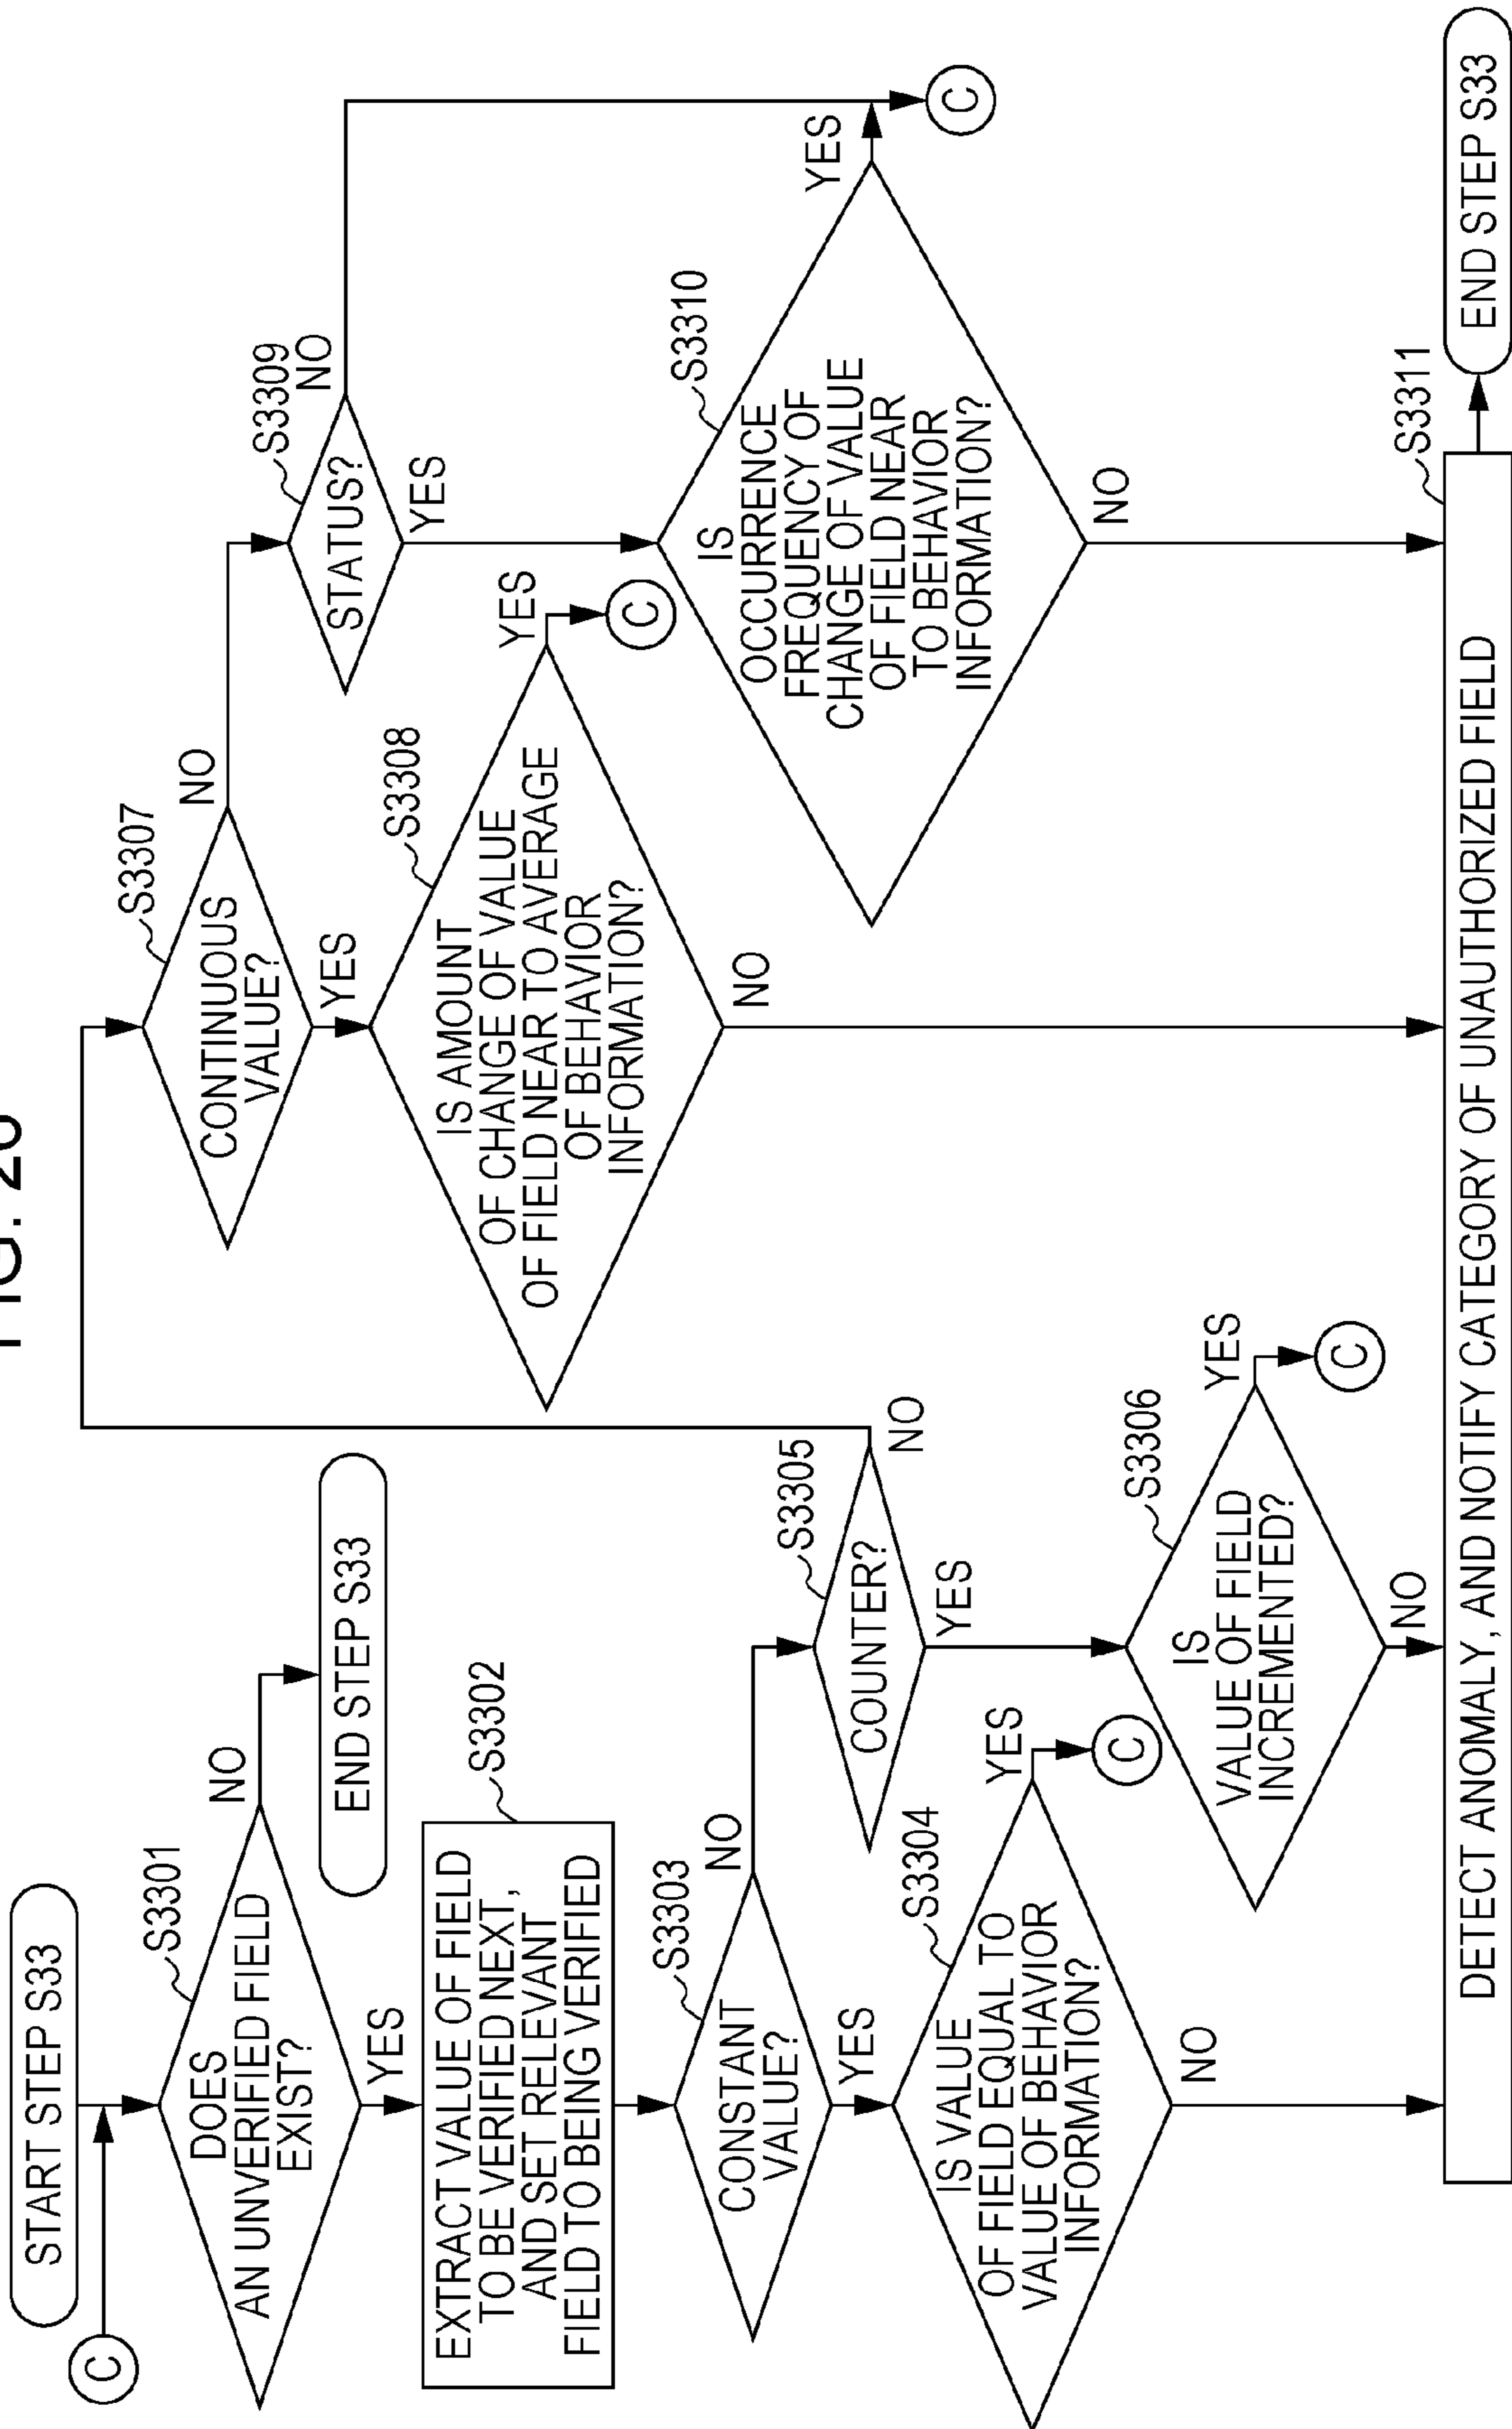 FIG.
START STEP S33
C
S3301
DOES
AN UNVERIFIED FIELD
EXIST?
NO
YES
END STEP S33
S3302
EXTRACT VALUE OF FIELD
TO BE VERIFIED NEXT,
AND SET RELEVANT
FIELD TO BEING VERIFIED
S3303
CONSTANT
VALUE?
NO
YES
S3304
IS VALUE
OF FIELD EQUAL TO
VALUE OF BEHAVIOR
INFORMATION?
YES
C
NO
S3305
COUNTER?
NO
YES
S3306
IS
VALUE OF FIELD
INCREMENTED?
YES
C
NO
S3307
CONTINUOUS
VALUE?
NO
YES
S3308
IS AMOUNT
OF CHANGE OF VALUE
OF FIELD NEAR TO AVERAGE
OF BEHAVIOR
INFORMATION?
YES
C
NO
S3309
STATUS?
NO
YES
S3310
IS
OCCURRENCE
FREQUENCY OF
CHANGE OF VALUE
OF FIELD NEAR
TO BEHAVIOR
INFORMATION?
YES
C
NO
S3311
DETECT ANOMALY, AND NOTIFY CATEGORY OF UNAUTHORIZED FIELD
END STEP S33